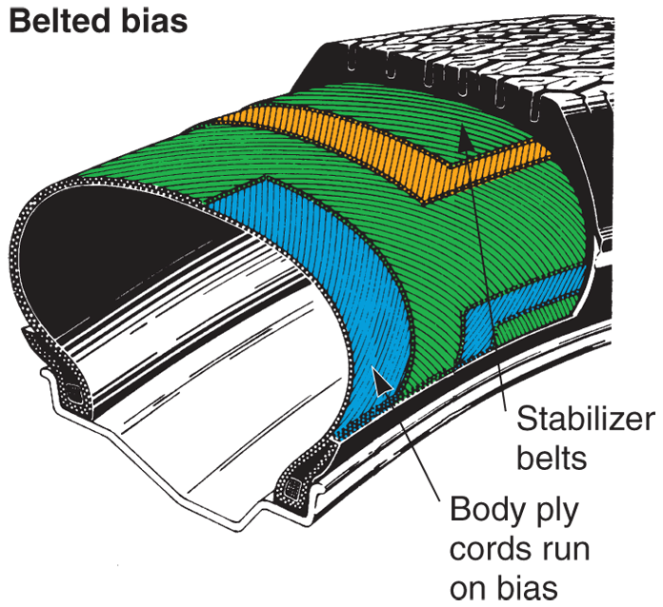 Belted bias
Stabilizer
belts
Body ply
cords run
on bias